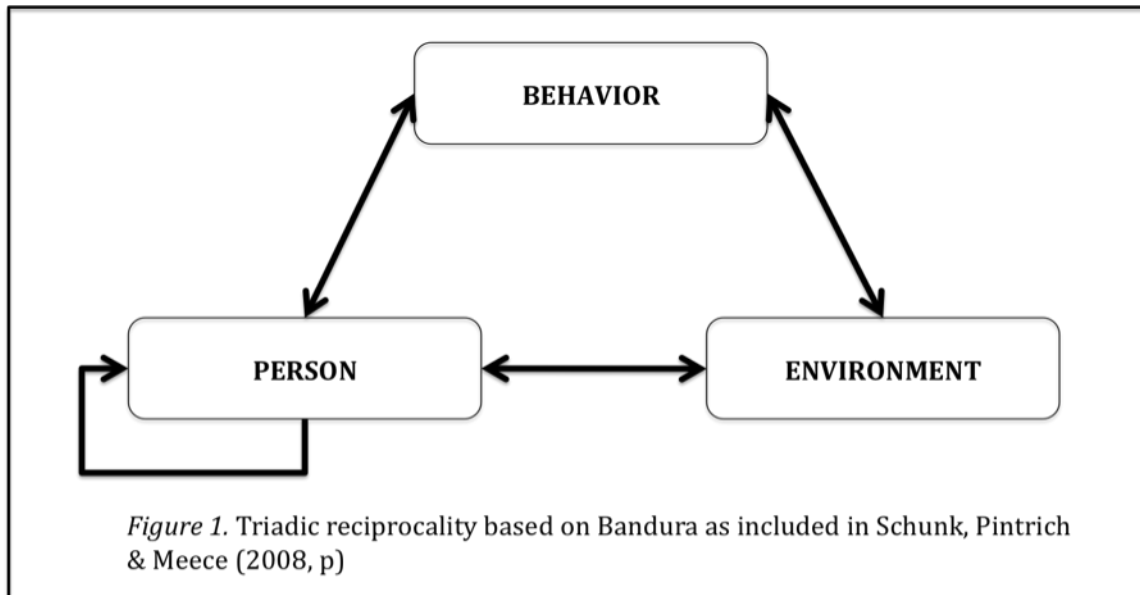 BEHAVIOR
PERSON
ENVIRONMENT
Figure 1. Triadic reciprocality based on Bandura as included in Schunk, Pintrich
& Meece (2008, p)